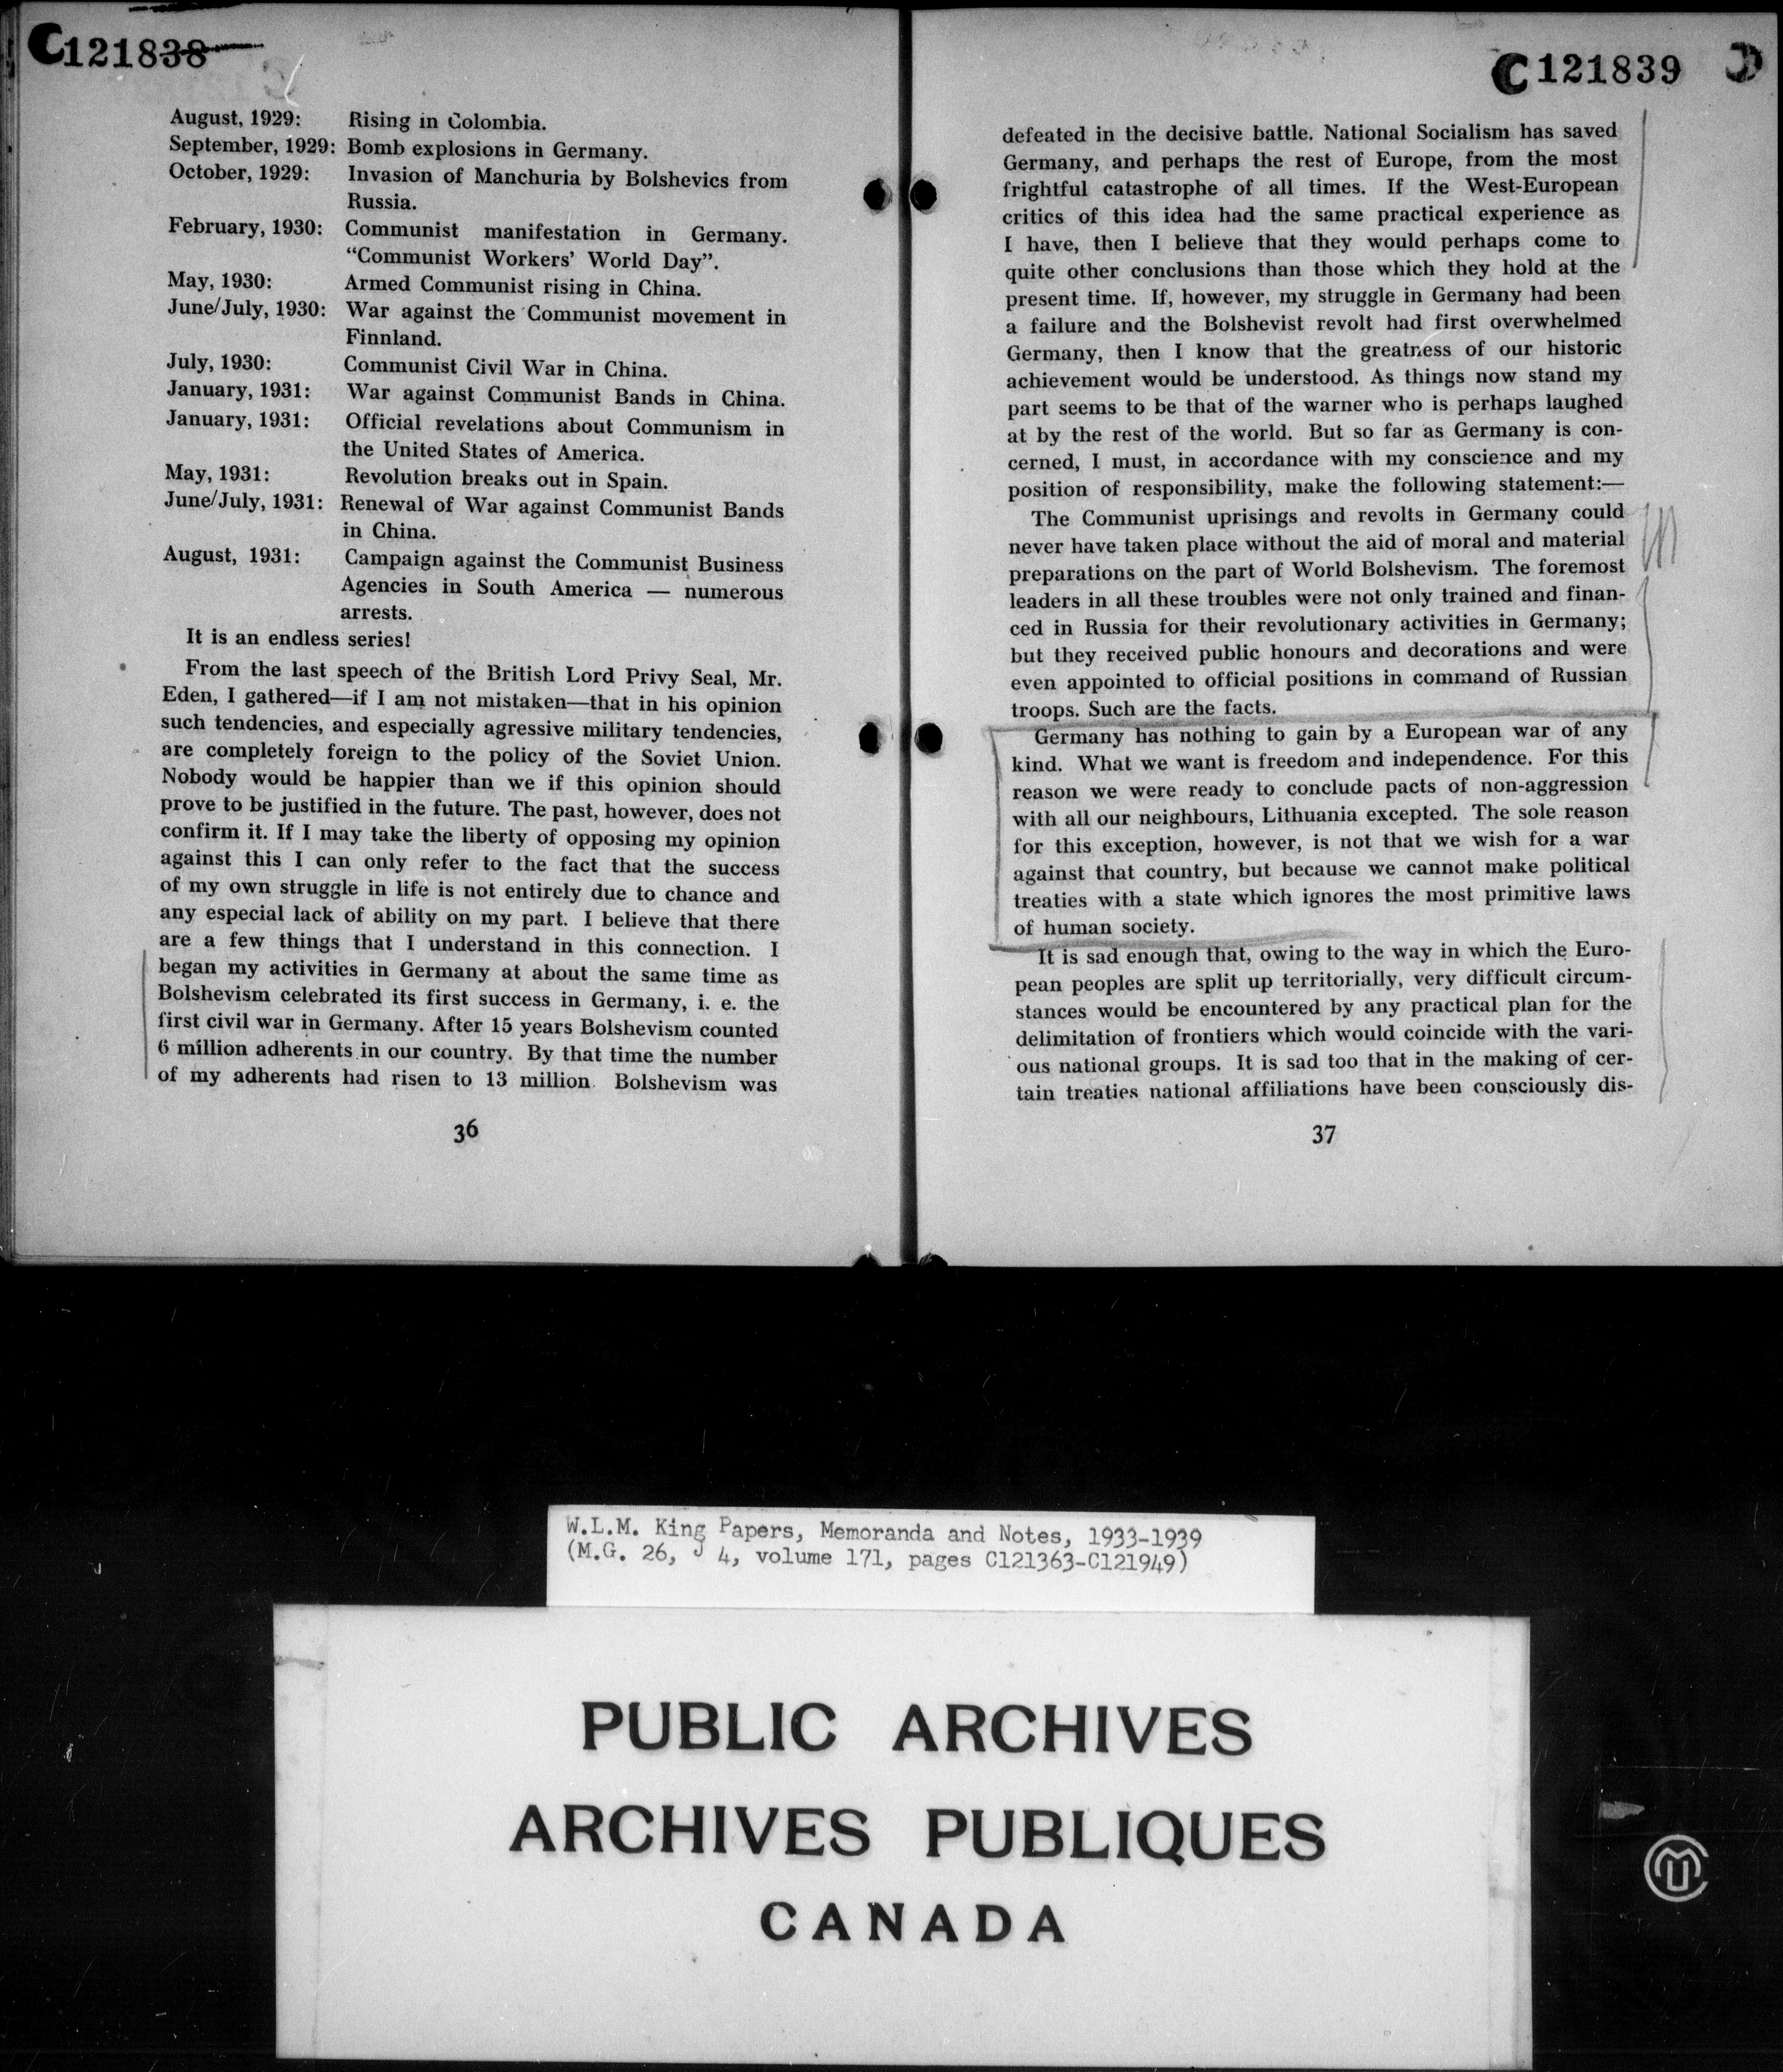 C121838
August, 1929: Rising in Colombia.
September, 1929: Bomb explosions in Germany.
October, 1929: Invasion of Manchuria by Bolshevics from
Russia.
February, 1930: Communist manifestation in Germany.
“Communist Workers’ World Day”.
May, 1930: Armed Communist rising in China.
June/July, 1930: War against the Communist movement in
Finnland.
July, 1930: Communist Civil War in China.
January, 1931: War against Communist Bands in China.
January, 1931: Official revelations about Communism in
the United States of America.
May, 1931: Revolution breaks out in Spain.
June/July, 1931: Renewal of War against Communist Bands
in China.
August, 1931: Campaign against the Communist Business
Agencies in South America — numerous
arrests.
It is an endless series!
From the last speech of the British Lord Privy Seal, Mr.
Eden, I gathered—if I am not mistaken—that in his opinion
such tendencies, and especially agressive military tendencies,
are completely foreign to the policy of the Soviet Union.
Nobody would be happier than we if this opinion should
prove to be justified in the future. The past, however, does not
confirm it. If I may take the liberty of opposing my opinion
against this I can only refer to the fact that the success
of my own struggle in life is not entirely due to chance and
any especial lack of ability on my part. I believe that there
are a few things that I understand in this connection. I
began my activities in Germany at about the same time as
Bolshevism celebrated its first success in Germany, i. e. the
first civil war in Germany. After 15 years Bolshevism counted
6 million adherents in our country. By that time the number
of my adherents had risen to 13 million. Bolshevism was
36
C121839
defeated in the decisive battle. National Socialism has saved
Germany, and perhaps the rest of Europe, from the most
frightful catastrophe of all times. If the West-European
critics of this idea had the same practical experience as
I have, then I believe that they would perhaps come to
quite other conclusions than those which they hold at the
present time. If, however, my struggle in Germany had been
a failure and the Bolshevist revolt had first overwhelmed
Germany, then I know that the greatness of our historic
achievement would be understood. As things now stand my
part seems to be that of the warner who is perhaps laughed
at by the rest of the world. But so far as Germany is con-
cerned, I must, in accordance with my conscience and my
position of responsibility, make the following statement:—
The Communist uprisings and revolts in Germany could
never have taken place without the aid of moral and material
preparations on the part of World Bolshevism. The foremost
leaders in all these troubles were not only trained and finan-
ced in Russia for their revolutionary activities in Germany;
but they received public honours and decorations and were
even appointed to official positions in command of Russian
troops. Such are the facts.
Germany has nothing to gain by a European war of any
kind. What we want is freedom and independence. For this
reason we were ready to conclude pacts of non-aggression
with all our neighbours, Lithuania excepted. The sole reason
for this exception, however, is not that we wish for a war
against that country, but because we cannot make political
treaties with a state which ignores the most primitive laws
of human society.
It is sad enough that, owing to the way in which the Euro-
pean peoples are split up territorially, very difficult circum-
stances would be encountered by any practical plan for the
delimitation of frontiers which would coincide with the vari-
ous national groups. It is sad too that in the making of cer-
tain treaties national affiliations have been consciously dis-
37
W.L.M. King Papers, Memoranda and Notes, 1933-1939
(M.G. 26, J 4, volume 171, pages C121363-C121949)
PUBLIC ARCHIVES
ARCHIVES PUBLIQUES
CANADA